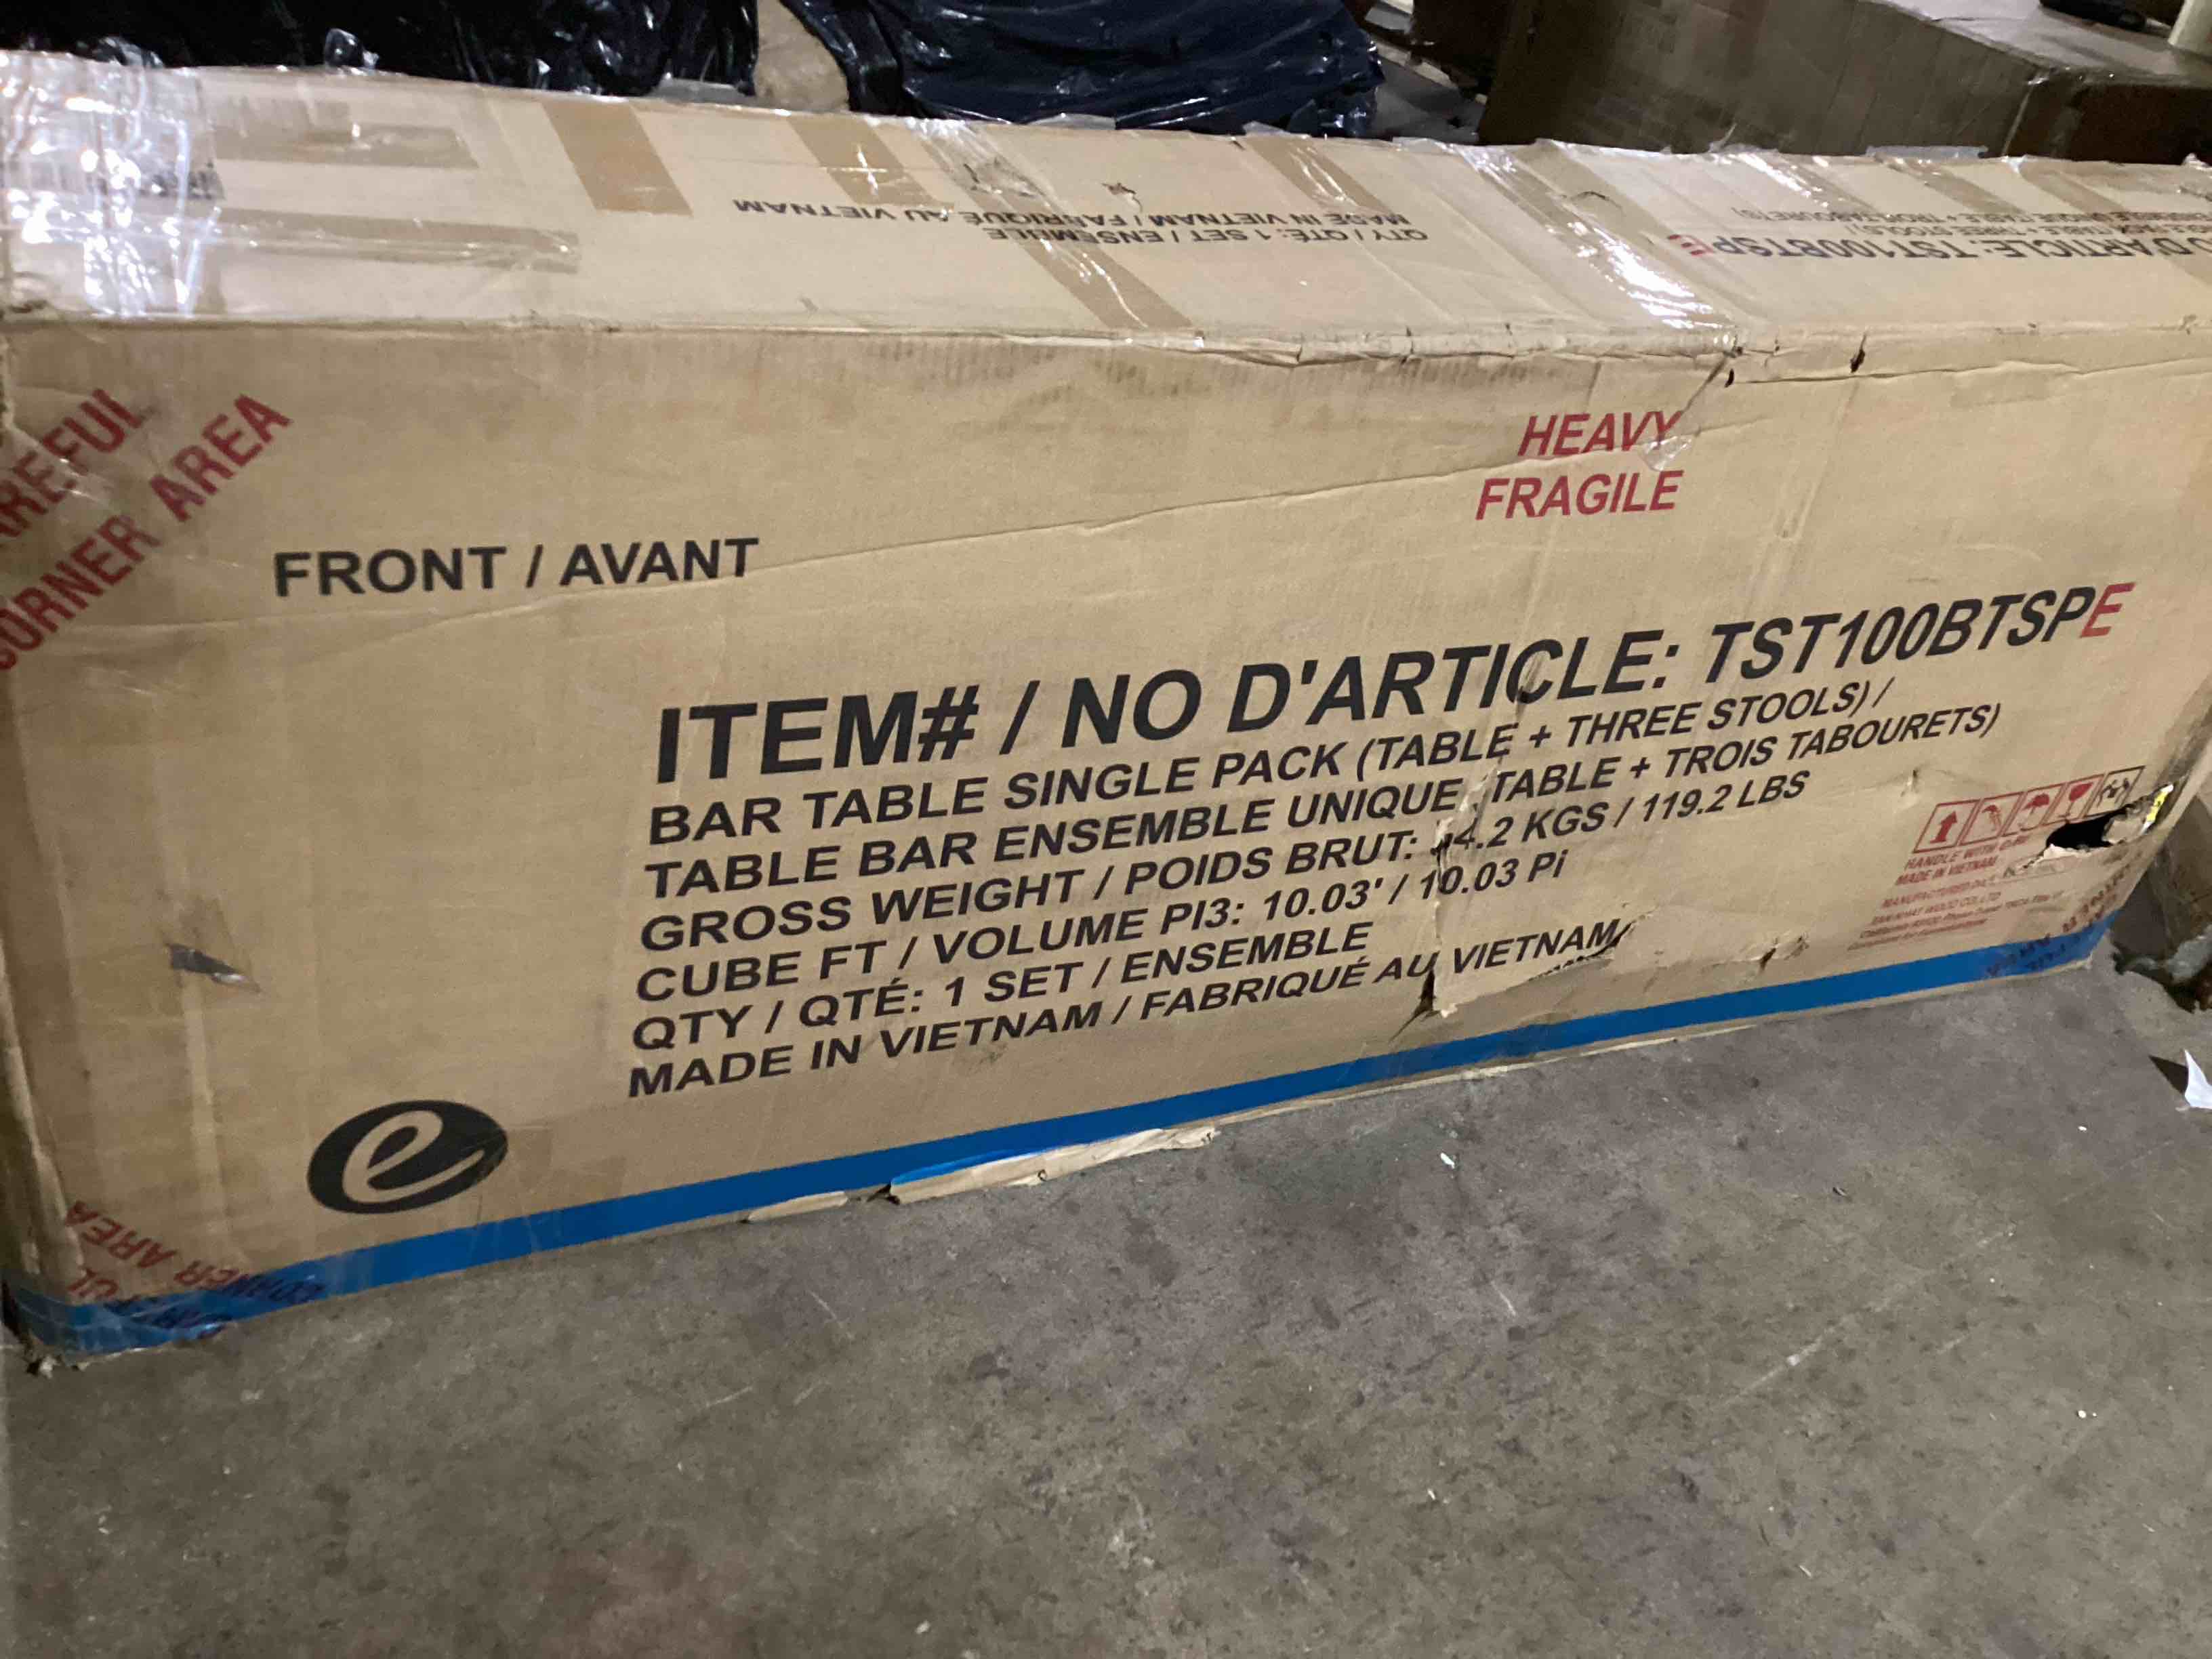 MADE IN VIETNAM / FABRIQUÉ AU VIETNAM
QTY / QTÉ: 1 SET / ENSEMBLE
D'ARTICLE: TST100BTSPE
CAREFUL
CORNER AREA
HEAVY
FRAGILE
FRONT / AVANT
ITEM# / NO D'ARTICLE: TST100BTSPE
BAR TABLE SINGLE PACK (TABLE + THREE STOOLS) /
TABLE BAR ENSEMBLE UNIQUE TABLE + TROIS TABOURETS)
GROSS WEIGHT / POIDS BRUT: 4.2 KGS / 119.2 LBS
CUBE FT / VOLUME PI3: 10.03' / 10.03 Pi
QTY / QTÉ: 1 SET / ENSEMBLE
MADE IN VIETNAM / FABRIQUÉ AU VIETNAM
HANDLE WITH
MADE IN VIETNAM
e
CORNER AREA